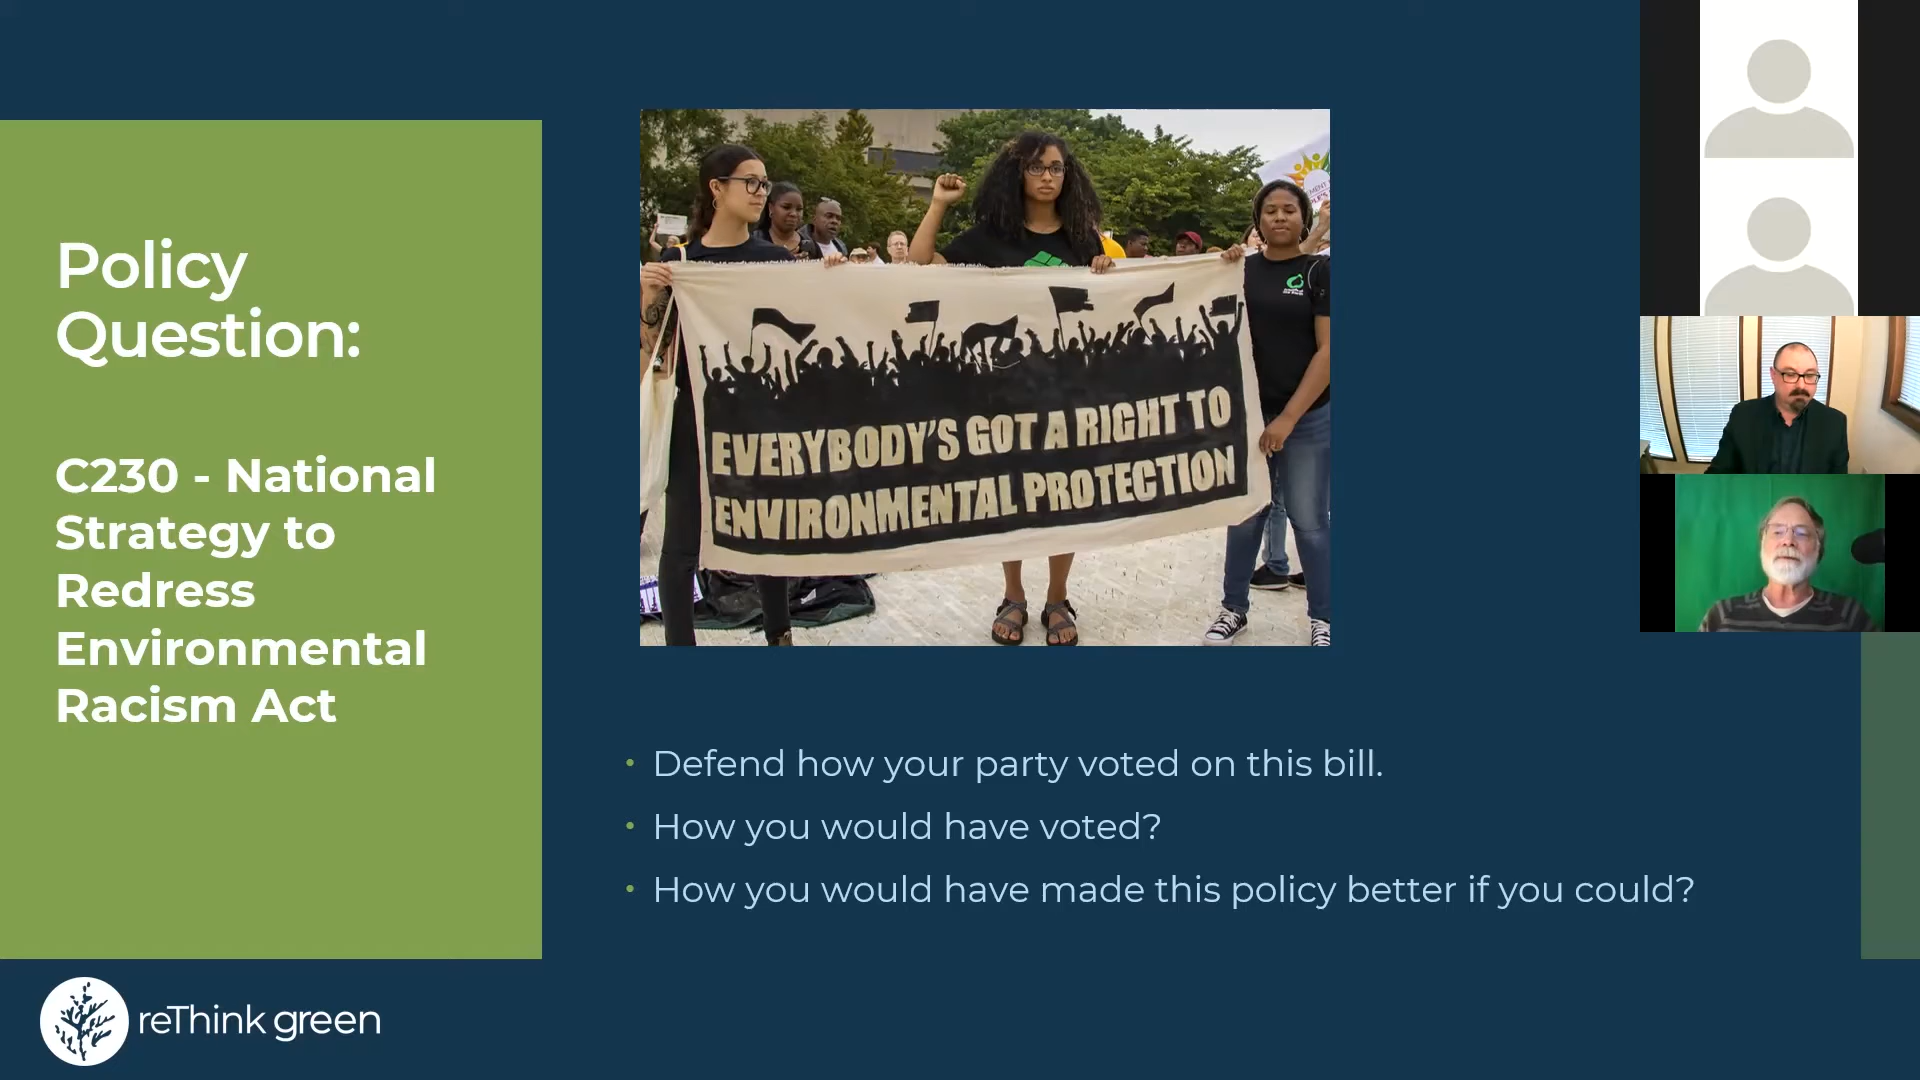 Policy
Question:
C230 - National
Strategy to
Redress
Environmental
Racism Act
EVERYBODY'S GOT A RIGHT TO
ENVIRONMENTAL PROTECTION
• Defend how your party voted on this bill.
• How you would have voted?
• How you would have made this policy better if you could?
reThink green